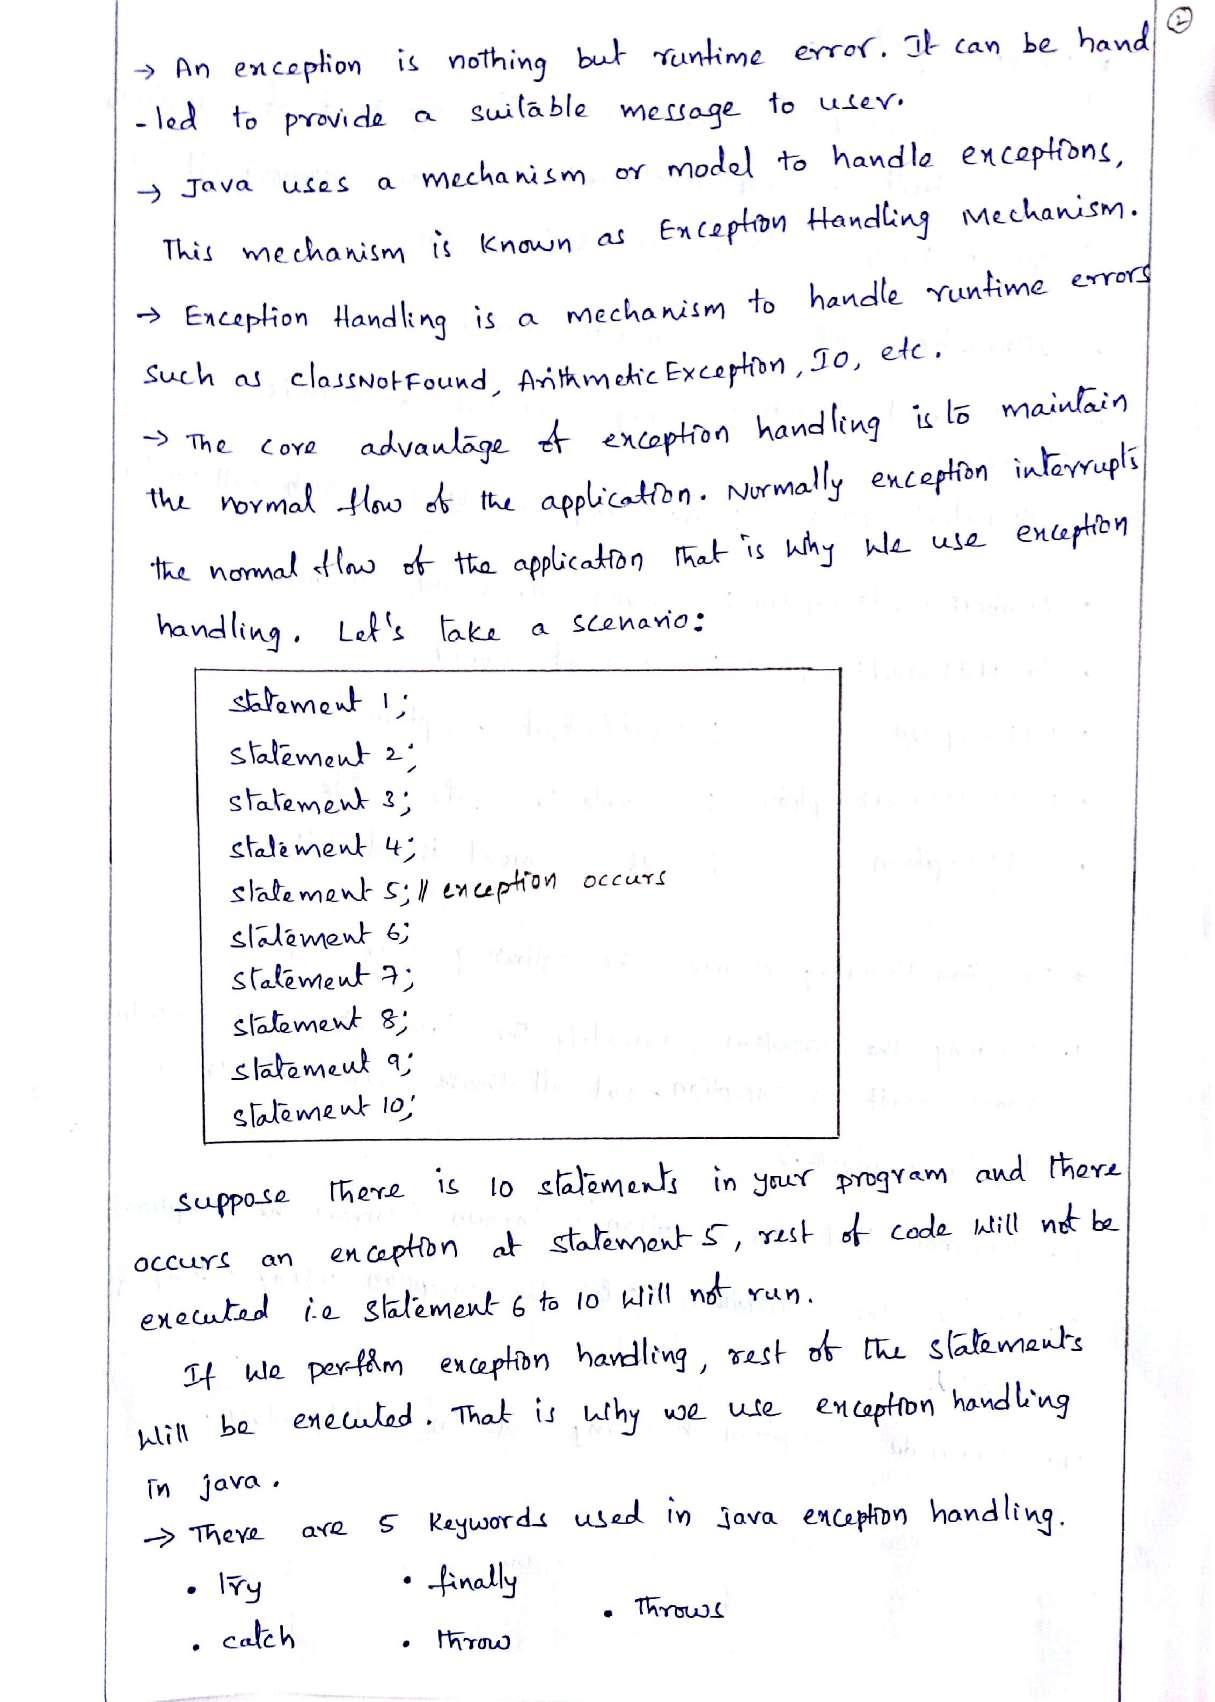 2
→ An exception is nothing but runtime error. It can be hand
-led to provide a suitable message to user.
→ Java uses a mechanism or model to handle exceptions,
This mechanism is Known as Exception Handling Mechanism.
→ Exception Handling is a mechanism to handle runtime errors
such as classNotFound, ArithmeticException, IO, etc.
→ The core advantage of exception handling is to maintain
the normal flow of the application. Normally exception interrupts
the normal flow of the application that is why we use exception
handling. Let's take a scenario:
statement 1;
statement 2;
statement 3;
statement 4;
statement 5; // exception occurs
statement 6;
statement 7;
statement 8;
statement 9;
statement 10;
suppose there is 10 statements in your program and there
occurs an exception at statement 5, rest of code will not be
executed i.e statement 6 to 10 will not run.
If we perform exception handling, rest of the statements
will be executed. That is why we use exception handling
in java.
→ There are 5 keywords used in java exception handling.
• try • finally
• throws
• catch • throw